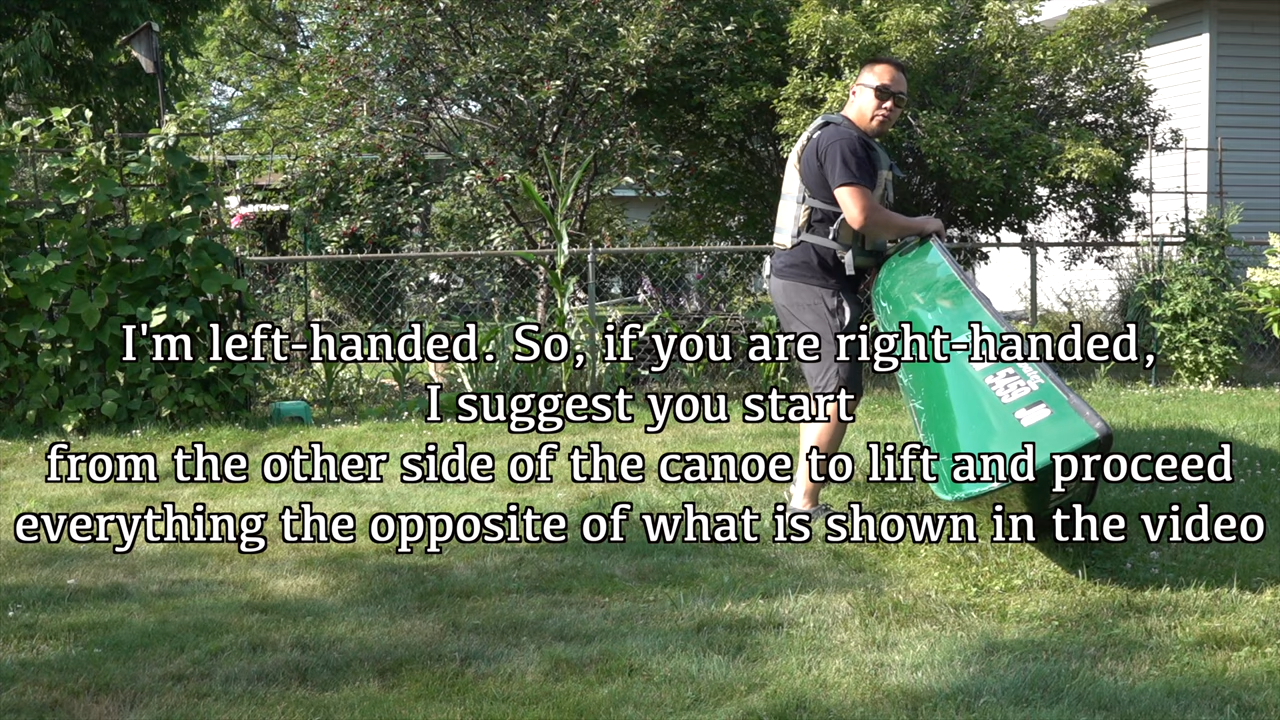 I'm left-handed. So, if you are right-handed,
I suggest you start
from the other side of the canoe to lift and proceed
everything the opposite of what is shown in the video
5459